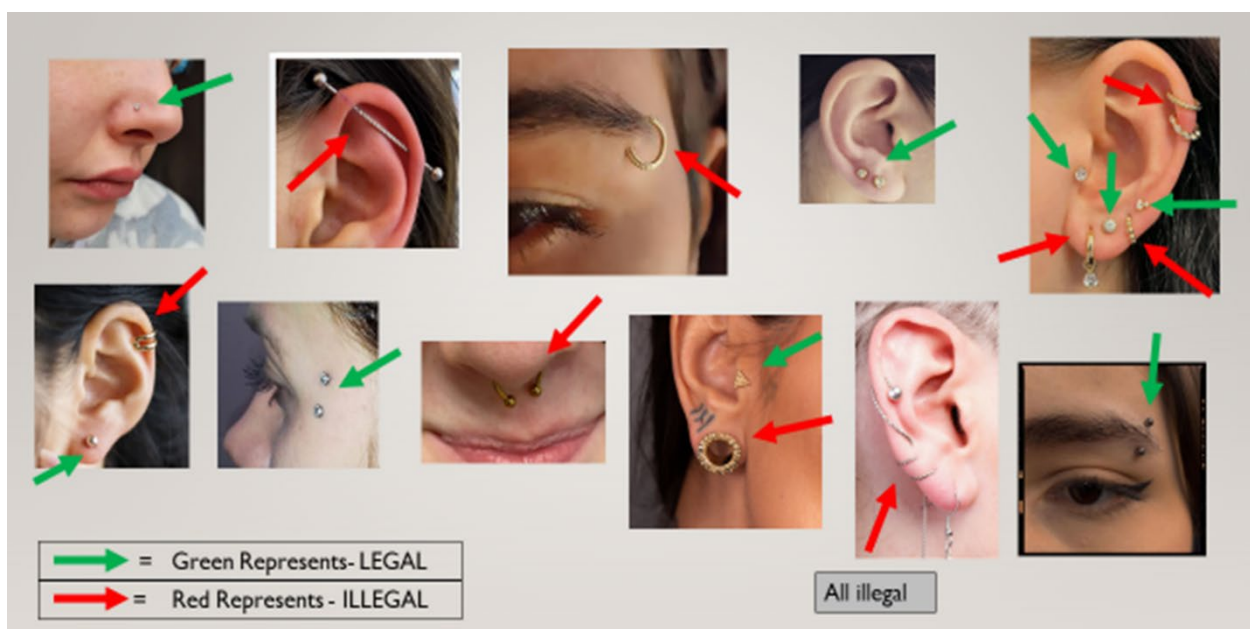 = Green Represents- LEGAL
= Red Represents - ILLEGAL
All illegal